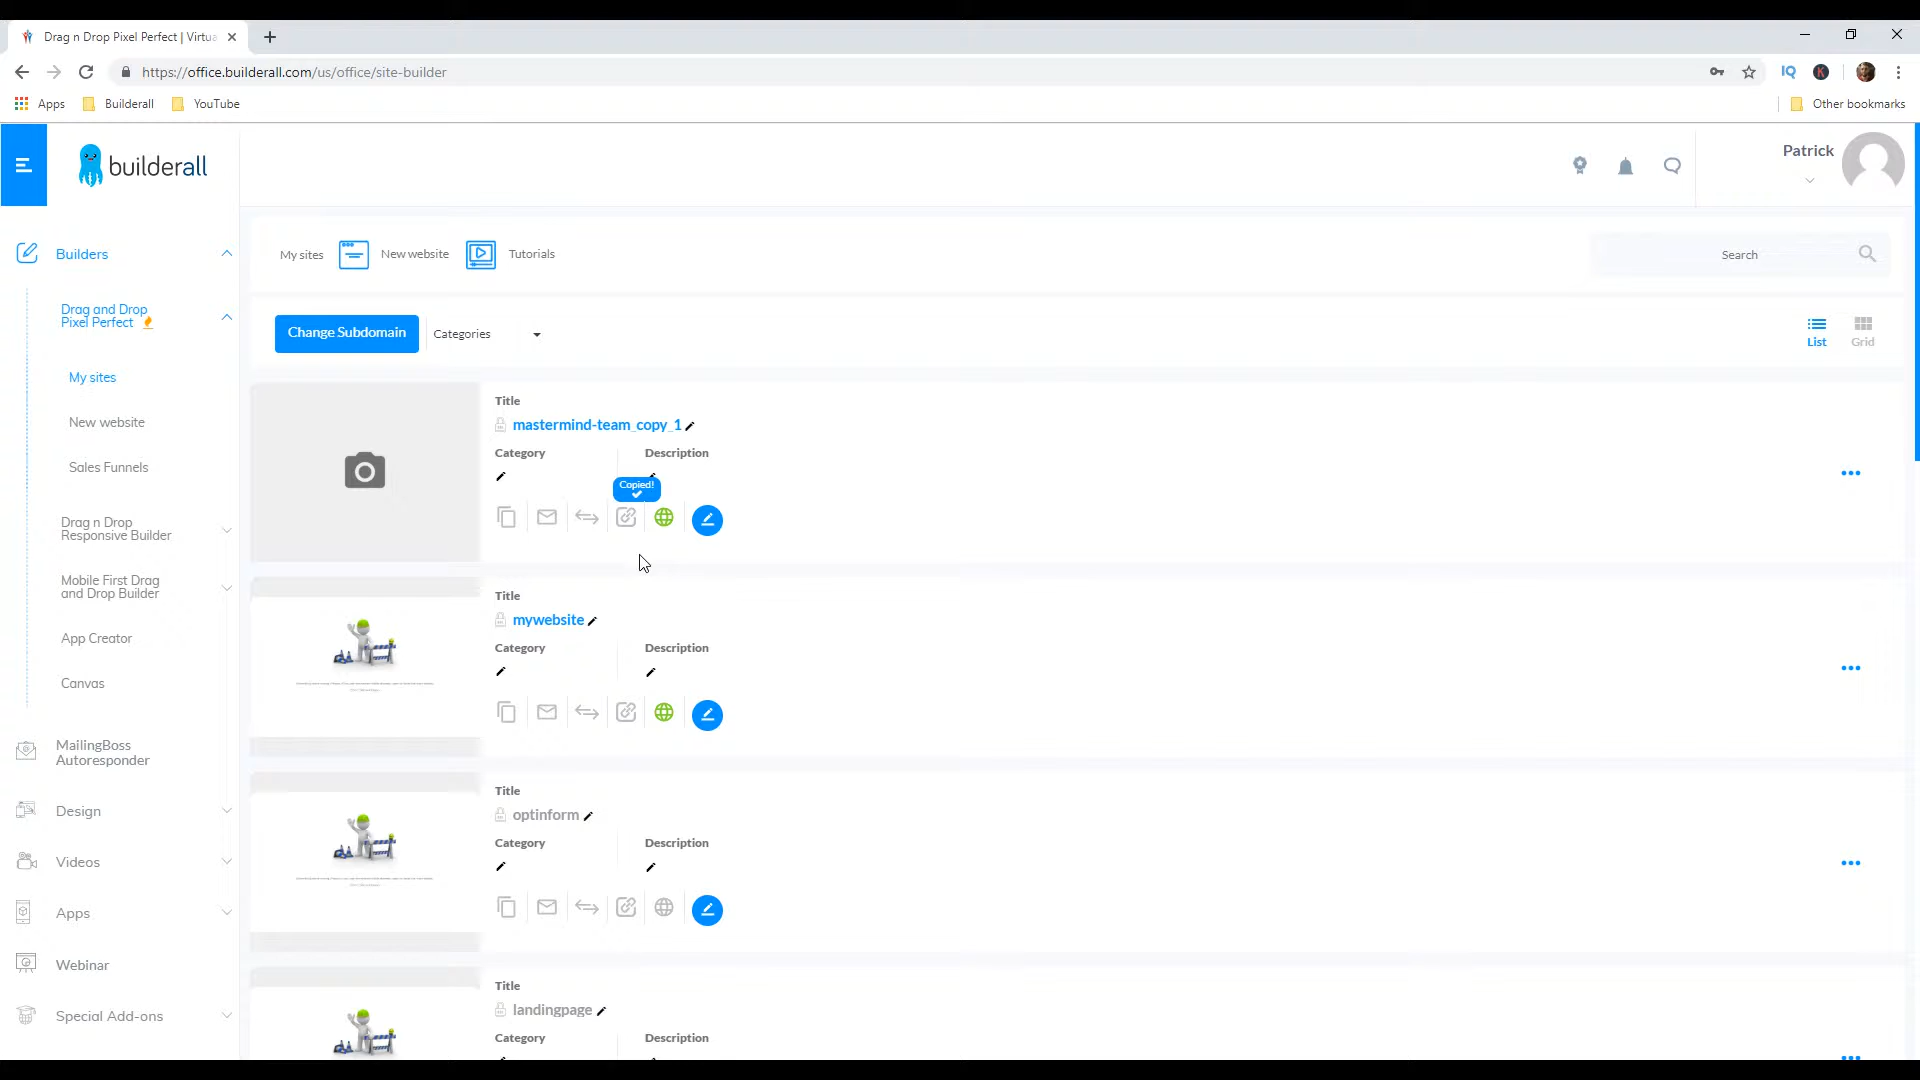 Drag n Drop Pixel Perfect | Virtua
https://office.builderall.com/us/office/site-builder
IQ
K
Apps
Builderall
YouTube
Other bookmarks
builderall
Patrick
Builders
Drag and Drop
Pixel Perfect
My sites
New website
Sales Funnels
Drag n Drop
Responsive Builder
Mobile First Drag
and Drop Builder
App Creator
Canvas
MailingBoss
Autoresponder
Design
Videos
Apps
Webinar
Special Add-ons
My sites
New website
Tutorials
Search
Change Subdomain
Categories
List
Grid
Title
mastermind-team_copy_1
Category
Description
Copied!
Title
mywebsite
Category
Description
Title
optinform
Category
Description
Title
landingpage
Category
Description